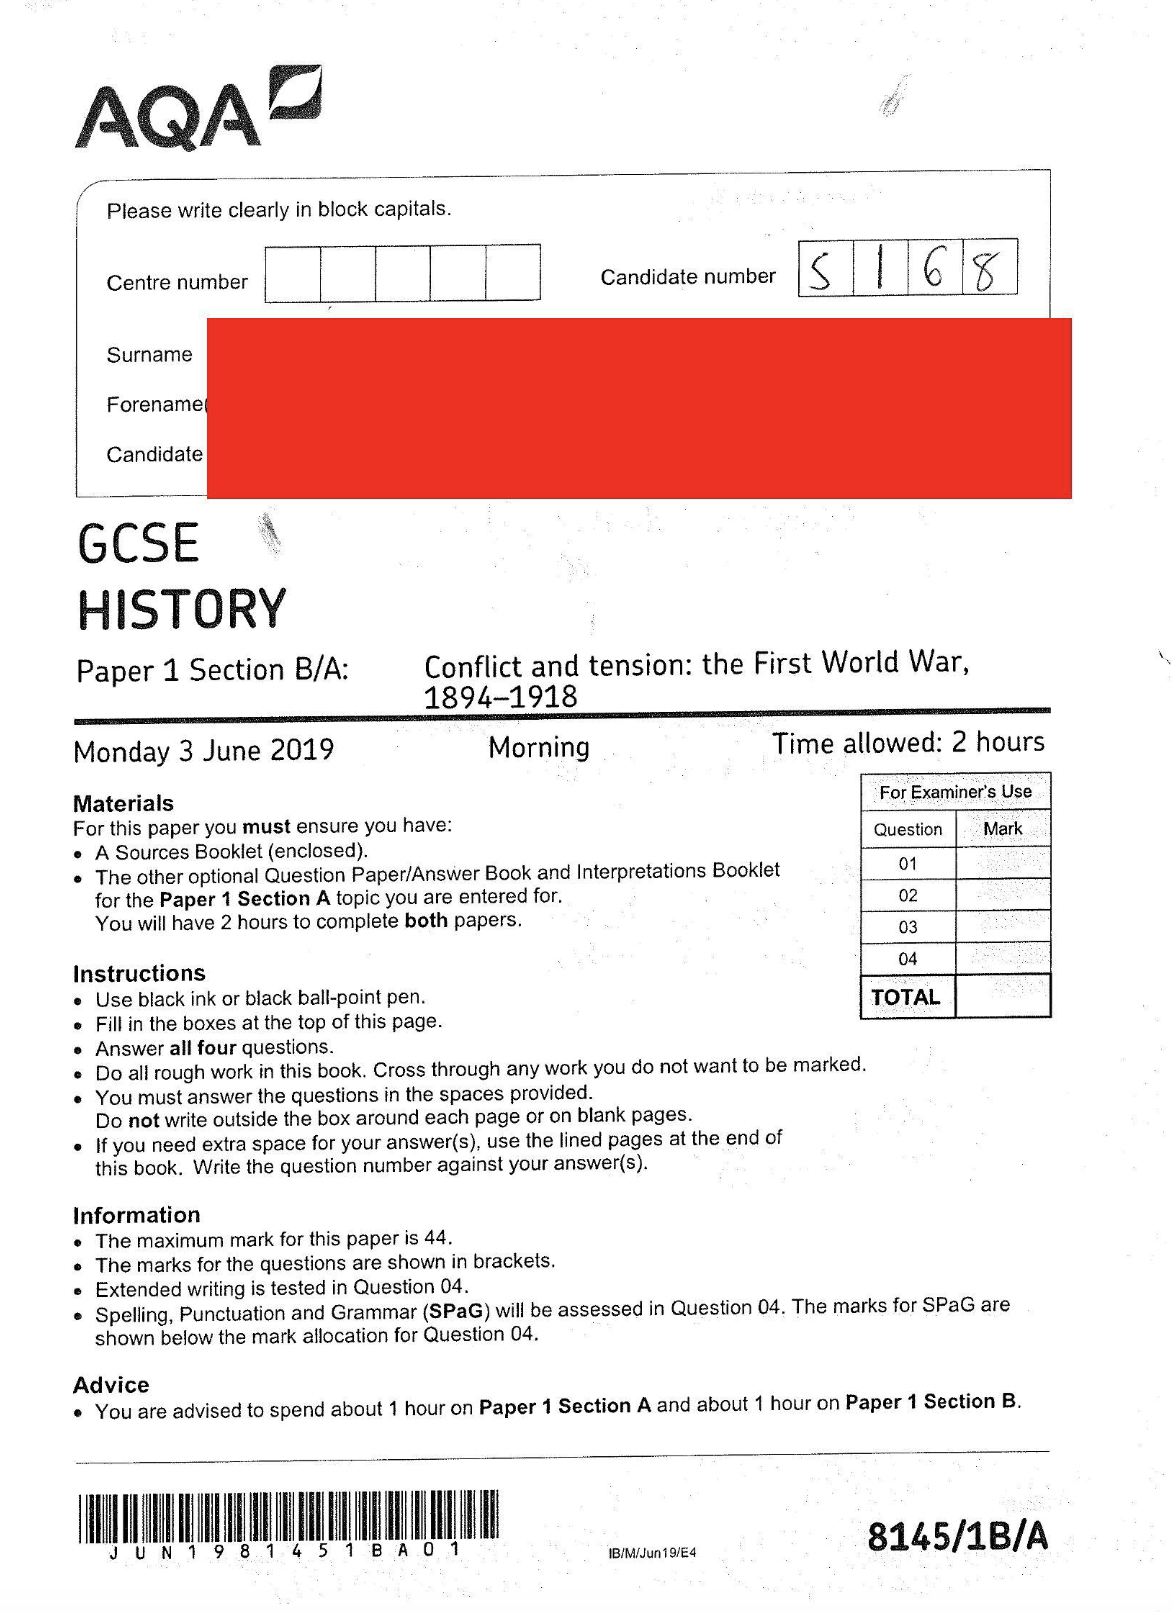 AQA
Please write clearly in block capitals.
Centre number
Candidate number 5 1 6 8
Surname
Forename(
Candidate
GCSE
HISTORY
Paper 1 Section B/A: Conflict and tension: the First World War,
1894–1918
Monday 3 June 2019 Morning Time allowed: 2 hours
Materials
For this paper you must ensure you have:
• A Sources Booklet (enclosed).
• The other optional Question Paper/Answer Book and Interpretations Booklet
for the Paper 1 Section A topic you are entered for.
You will have 2 hours to complete both papers.
For Examiner's Use
Question Mark
01
02
03
04
TOTAL
Instructions
• Use black ink or black ball-point pen.
• Fill in the boxes at the top of this page.
• Answer all four questions.
• Do all rough work in this book. Cross through any work you do not want to be marked.
• You must answer the questions in the spaces provided.
Do not write outside the box around each page or on blank pages.
• If you need extra space for your answer(s), use the lined pages at the end of
this book. Write the question number against your answer(s).
Information
• The maximum mark for this paper is 44.
• The marks for the questions are shown in brackets.
• Extended writing is tested in Question 04.
• Spelling, Punctuation and Grammar (SPaG) will be assessed in Question 04. The marks for SPaG are
shown below the mark allocation for Question 04.
Advice
• You are advised to spend about 1 hour on Paper 1 Section A and about 1 hour on Paper 1 Section B.
J U N 1 9 8 1 4 5 1 B A 0 1
IB/M/Jun19/E4
8145/1B/A